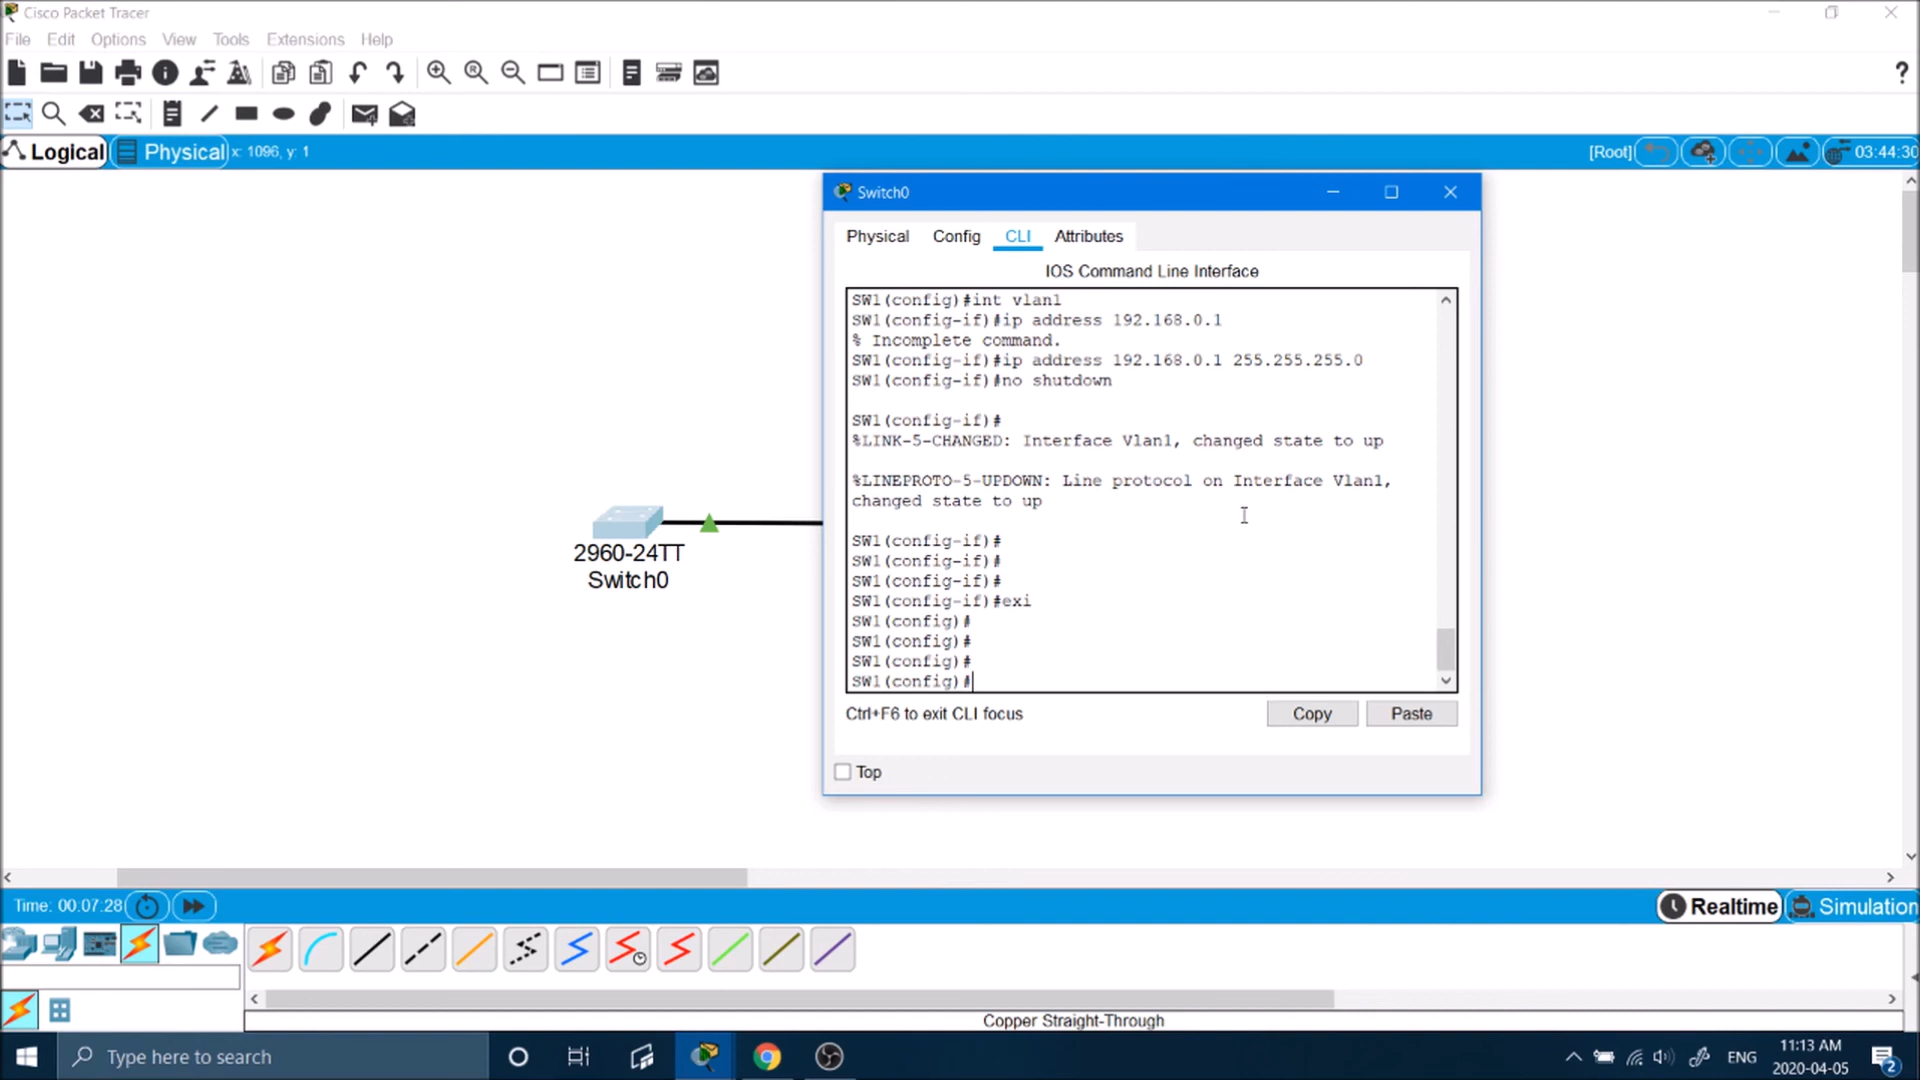 Cisco Packet Tracer
File Edit Options View Tools Extensions Help
?
Logical Physical x: 1096, y: 1 [Root] 03:44:30
Switch0
Physical Config CLI Attributes
IOS Command Line Interface
SW1(config)#int vlan1
SW1(config-if)#ip address 192.168.0.1
% Incomplete command.
SW1(config-if)#ip address 192.168.0.1 255.255.255.0
SW1(config-if)#no shutdown
SW1(config-if)#
%LINK-5-CHANGED: Interface Vlan1, changed state to up
%LINEPROTO-5-UPDOWN: Line protocol on Interface Vlan1,
changed state to up
SW1(config-if)#
SW1(config-if)#
SW1(config-if)#
SW1(config-if)#exi
SW1(config)#
SW1(config)#
SW1(config)#
SW1(config)#
Ctrl+F6 to exit CLI focus Copy Paste
Top
2960-24TT
Switch0
Time: 00:07:28 Realtime Simulation
Copper Straight-Through
Type here to search ENG 11:13 AM
2020-04-05 2